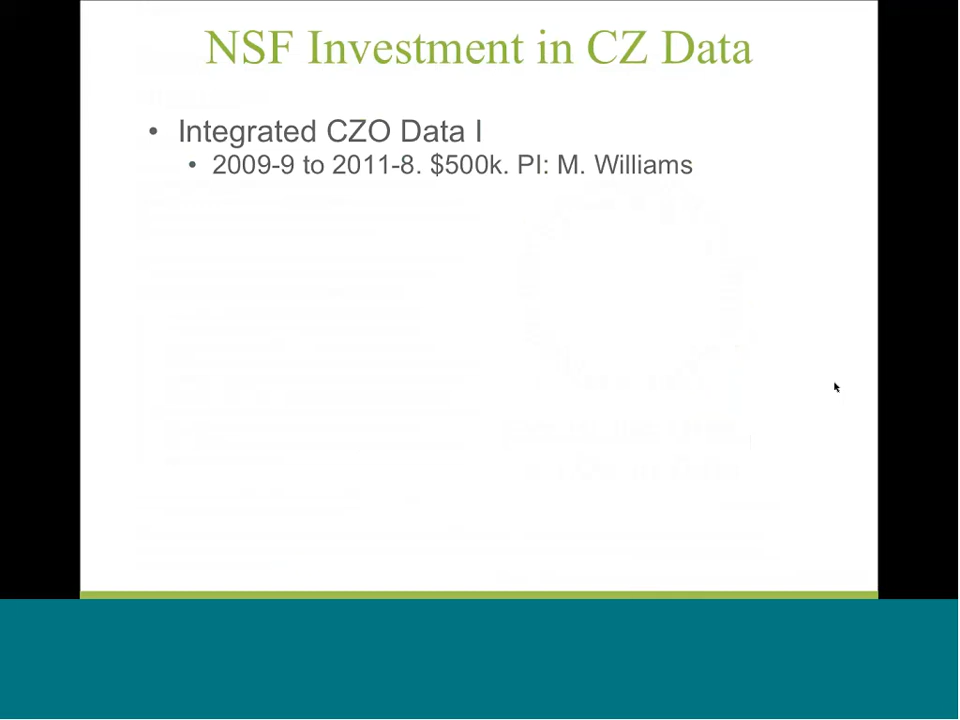 NSF Investment in CZ Data
• Integrated CZO Data I
• 2009-9 to 2011-8. $500k. PI: M. Williams